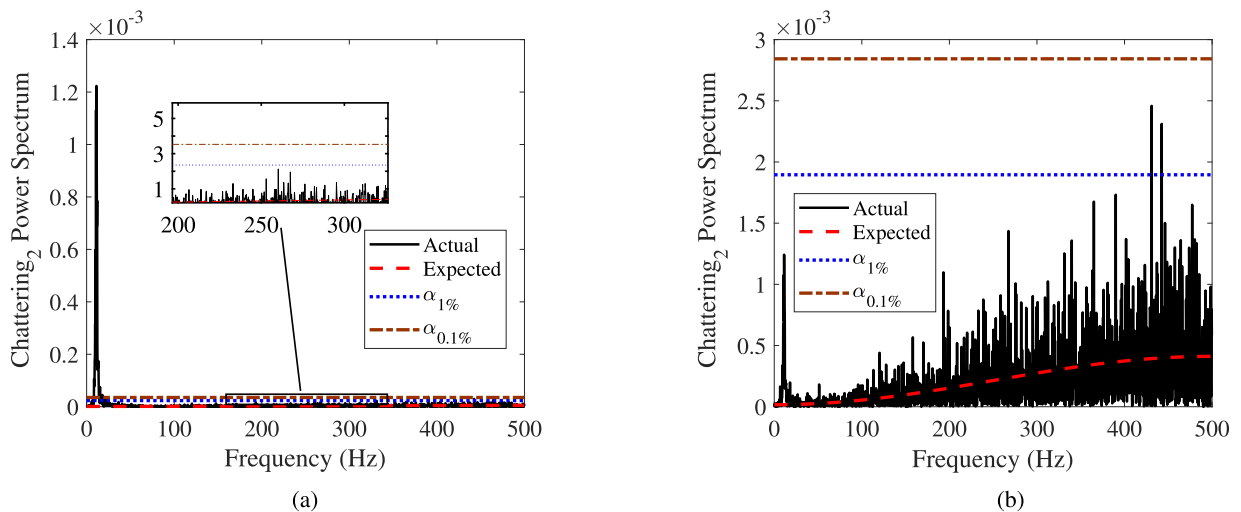 ×10⁻³
1.4
1.2
1
0.8
0.6
0.4
0.2
0
Chattering₂ Power Spectrum
5
3
1
200 250 300
Actual
Expected
α₁%
α₀.₁%
0 100 200 300 400 500
Frequency (Hz)
(a)
×10⁻³
3
2.5
2
1.5
1
0.5
0
Chattering₂ Power Spectrum
Actual
Expected
α₁%
α₀.₁%
0 100 200 300 400 500
Frequency (Hz)
(b)